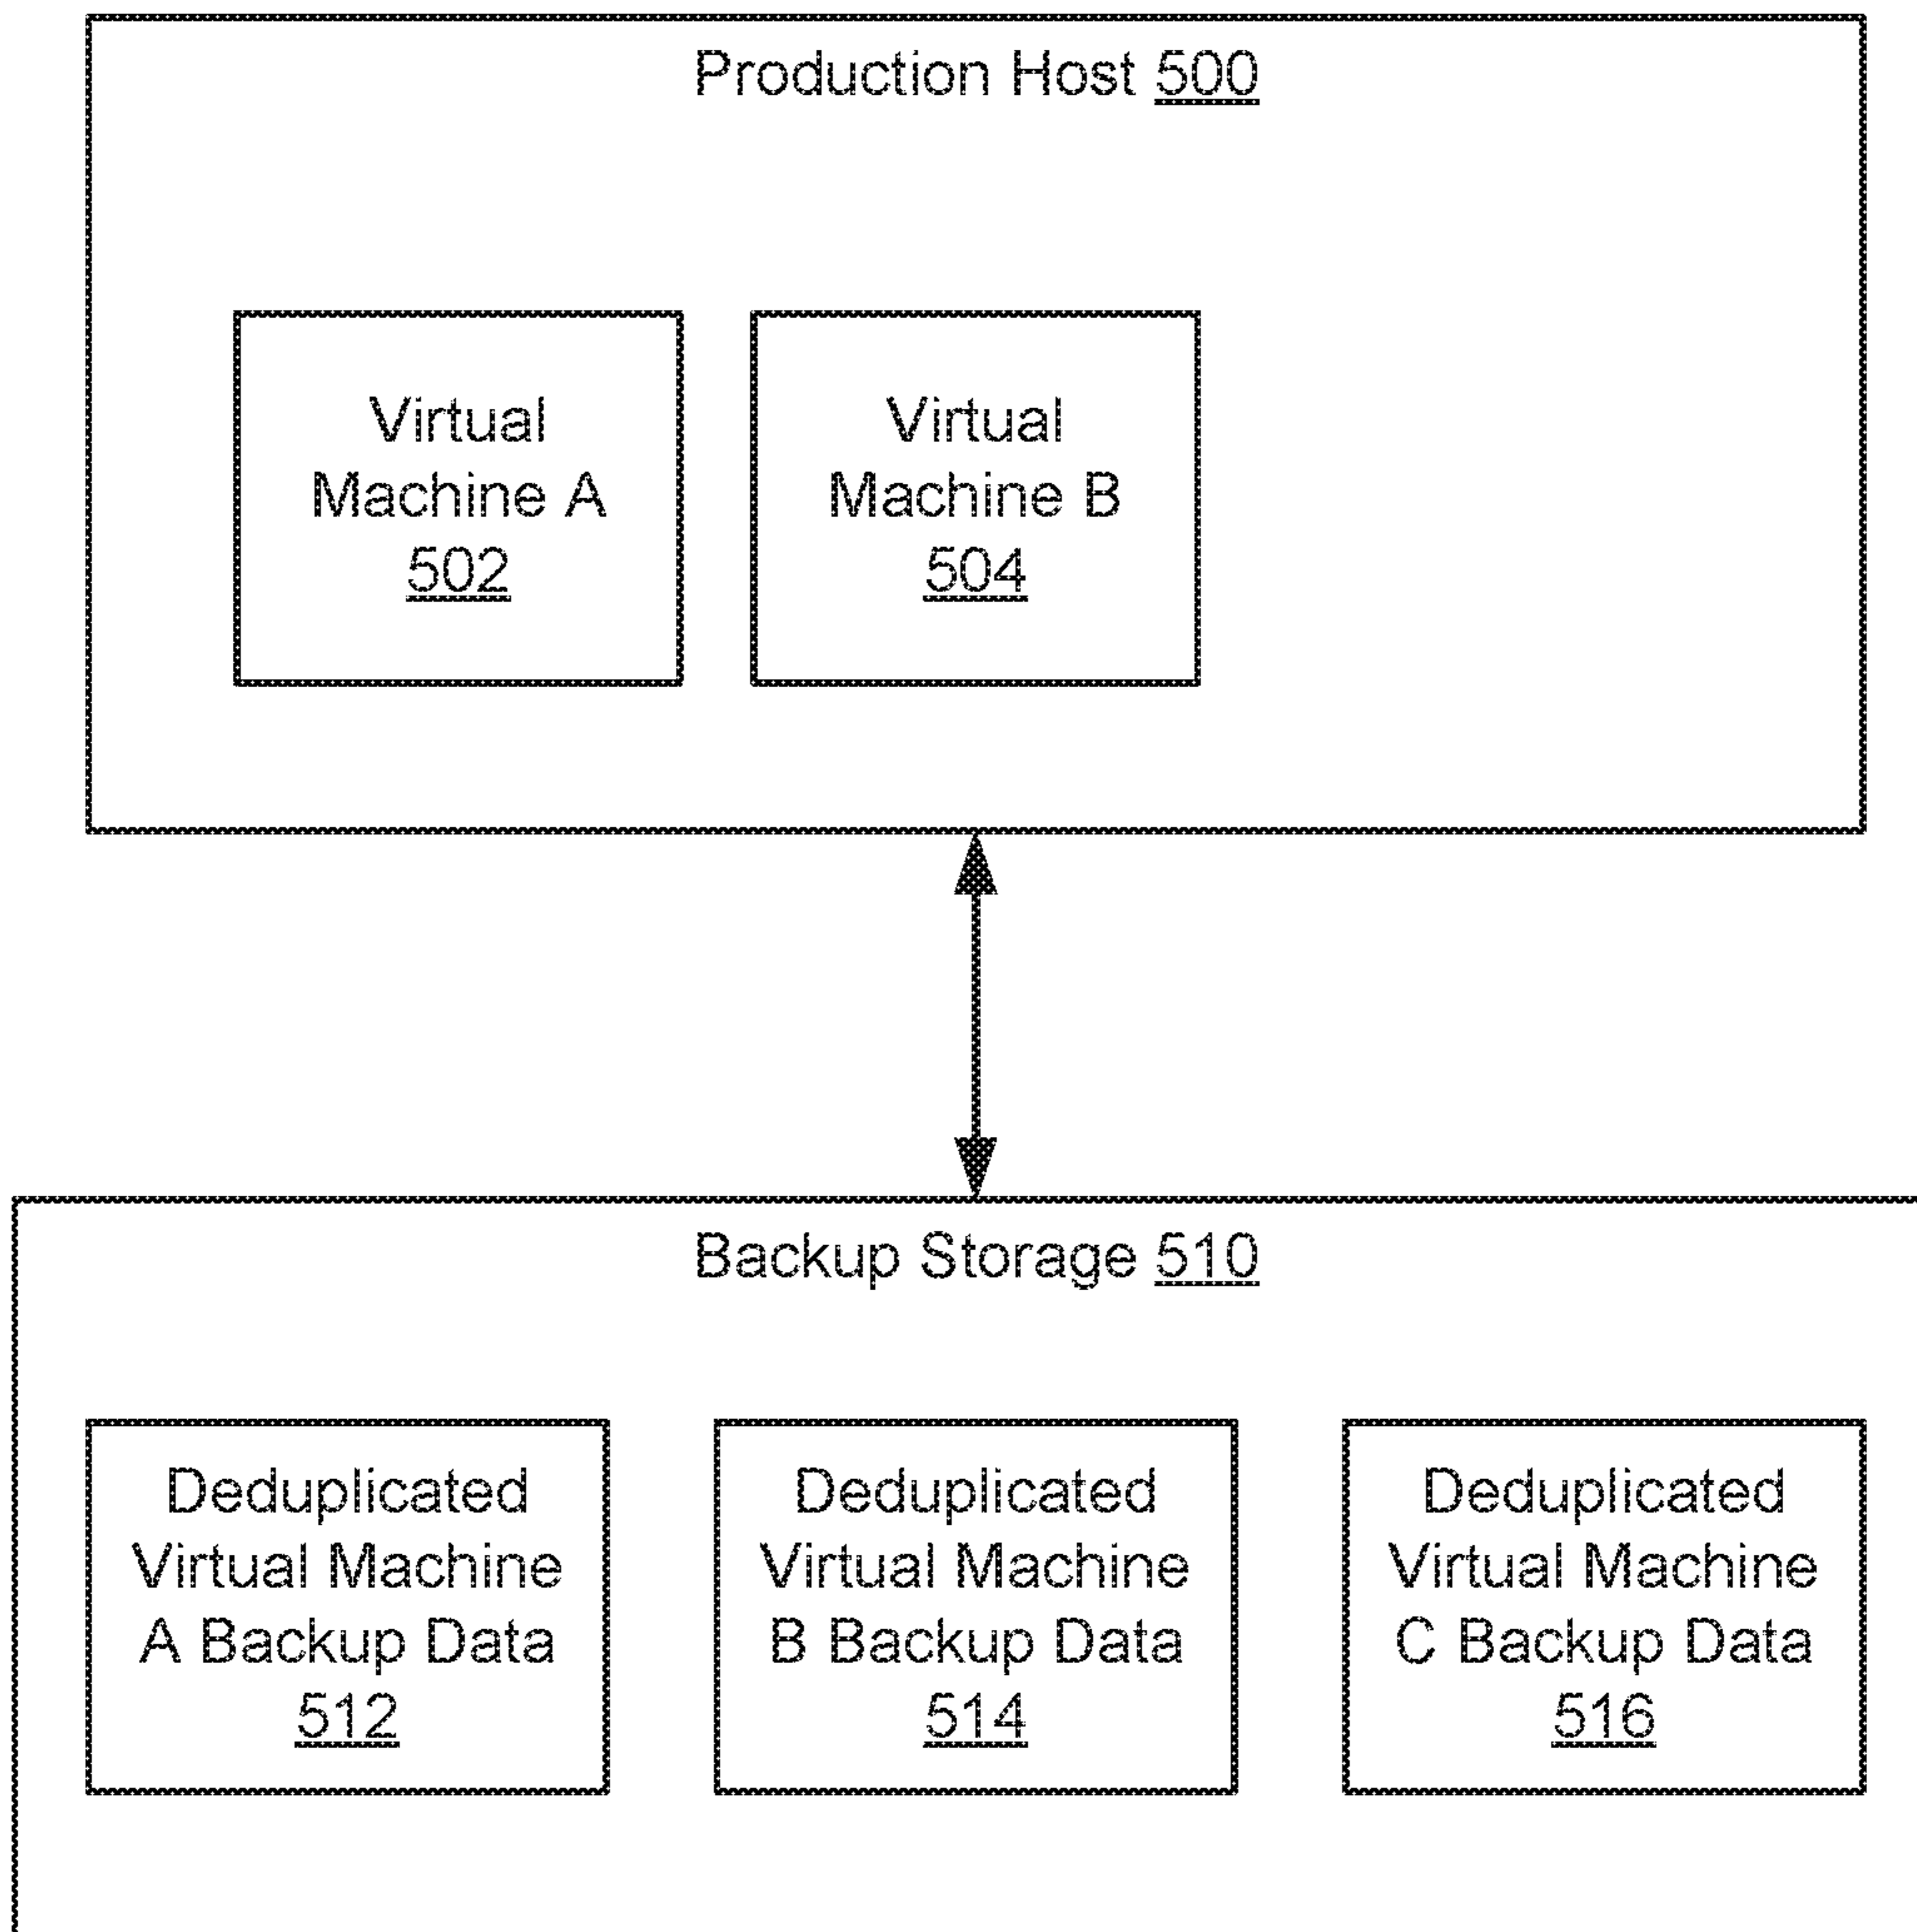 Production Host 500
Virtual
Machine A
502
Virtual
Machine B
504
Backup Storage 510
Deduplicated
Virtual Machine
A Backup Data
512
Deduplicated
Virtual Machine
B Backup Data
514
Deduplicated
Virtual Machine
C Backup Data
516